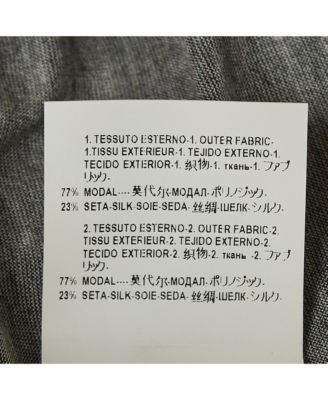 1. TESSUTO ESTERNO-1. OUTER FABRIC-
1.TISSU EXTERIEUR-1. TEJIDO EXTERNO-1.
TECIDO EXTERIOR-1. 织物-1. ткань-1. ファブ
リック.
77% MODAL....莫代尔-МОДАЛ-ポリノジック.
23% SETA-SILK-SOIE-SEDA-丝绸-ШЕЛК-シルク.
2. TESSUTO ESTERNO-2. OUTER FABRIC-2.
TISSU EXTERIEUR-2. TEJIDO EXTERNO-2.
TECIDO EXTERIOR-2. 织物-2. ткань-2. ファブ
リック.
77% MODAL....莫代尔-МОДАЛ-ポリノジック.
23% SETA-SILK-SOIE-SEDA-丝绸-ШЕЛК-シルク.